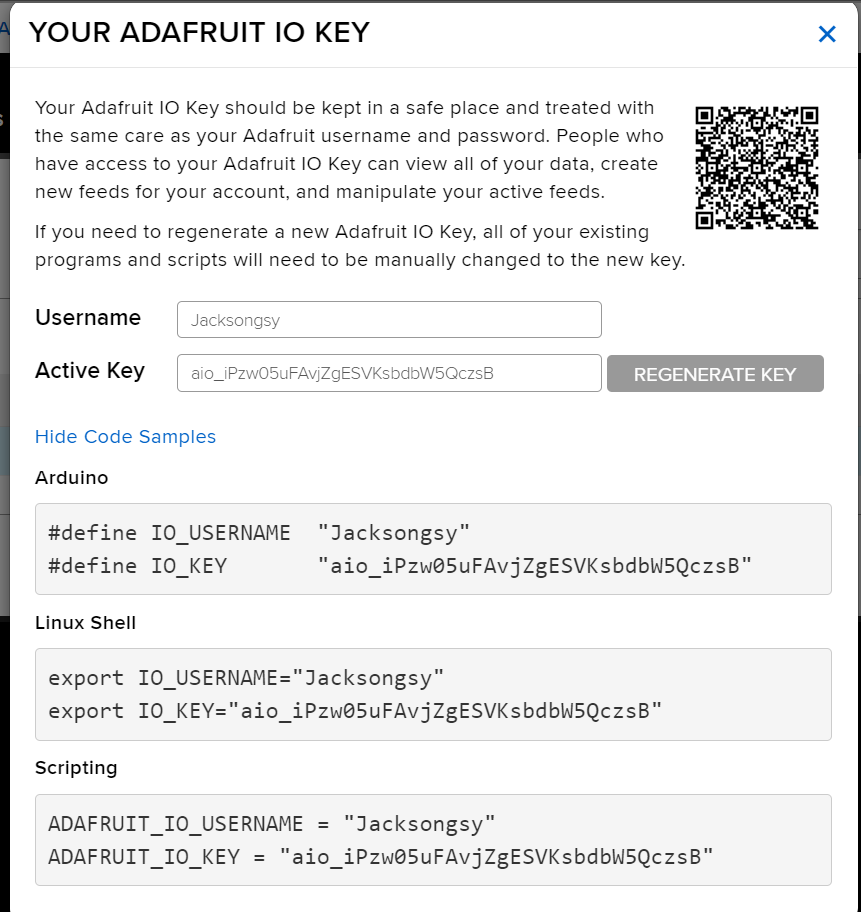 YOUR ADAFRUIT IO KEY
Your Adafruit IO Key should be kept in a safe place and treated with
the same care as your Adafruit username and password. People who
have access to your Adafruit IO Key can view all of your data, create
new feeds for your account, and manipulate your active feeds.
If you need to regenerate a new Adafruit IO Key, all of your existing
programs and scripts will need to be manually changed to the new key.
Username
Jacksongsy
Active Key
aio_iPzw05uFAvjZgESVKsbdbW5QczsB
REGENERATE KEY
Hide Code Samples
Arduino
#define IO_USERNAME  "Jacksongsy"
#define IO_KEY       "aio_iPzw05uFAvjZgESVKsbdbW5QczsB"
Linux Shell
export IO_USERNAME="Jacksongsy"
export IO_KEY="aio_iPzw05uFAvjZgESVKsbdbW5QczsB"
Scripting
ADAFRUIT_IO_USERNAME = "Jacksongsy"
ADAFRUIT_IO_KEY = "aio_iPzw05uFAvjZgESVKsbdbW5QczsB"